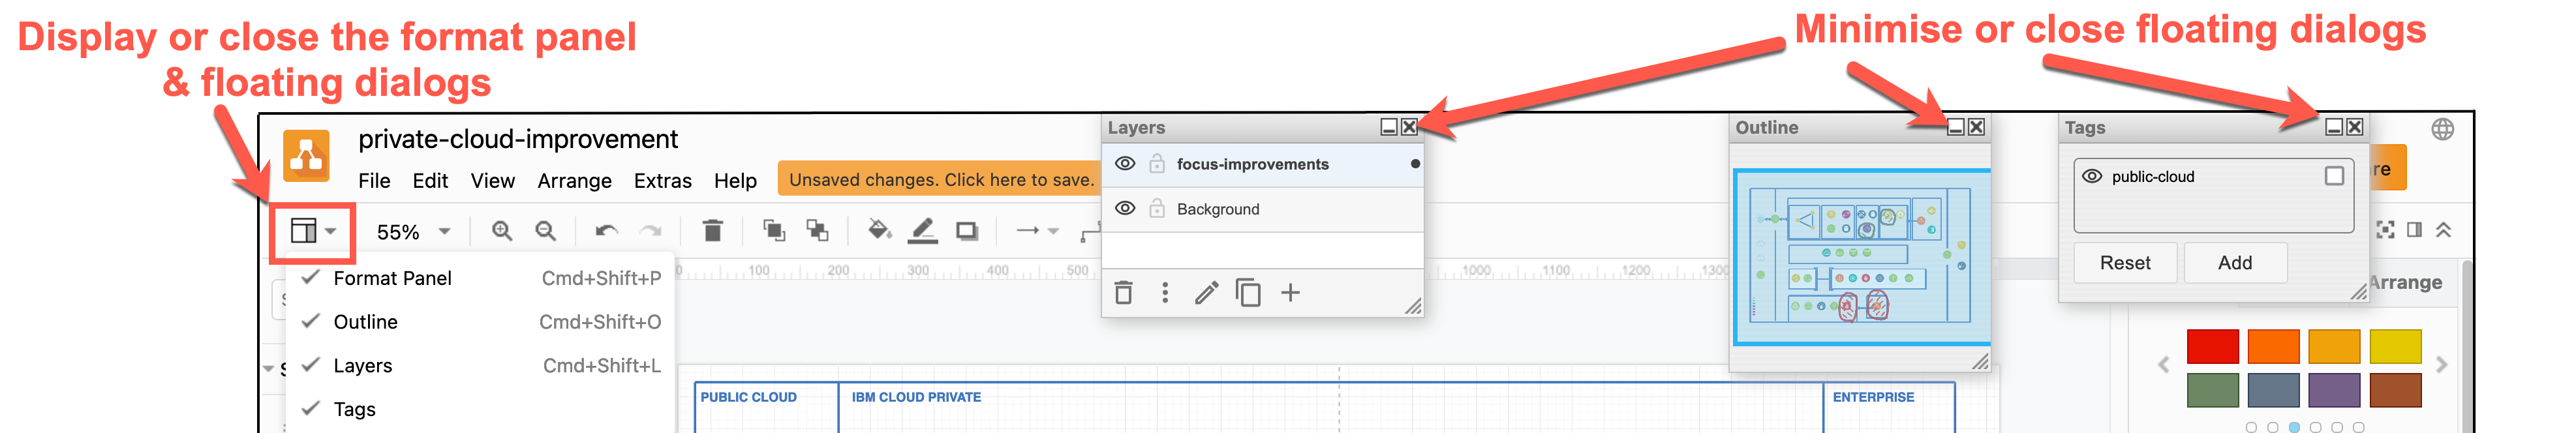 Display or close the format panel
& floating dialogs
Minimise or close floating dialogs
private-cloud-improvement
File Edit View Arrange Extras Help
Unsaved changes. Click here to save.
55%
Format Panel Cmd+Shift+P
Outline Cmd+Shift+O
Layers Cmd+Shift+L
Tags
Layers
focus-improvements
Background
Outline
Tags
public-cloud
Reset Add
re
Arrange
0 100 200 300 400 500 1000 1100 1200 1300
PUBLIC CLOUD IBM CLOUD PRIVATE ENTERPRISE